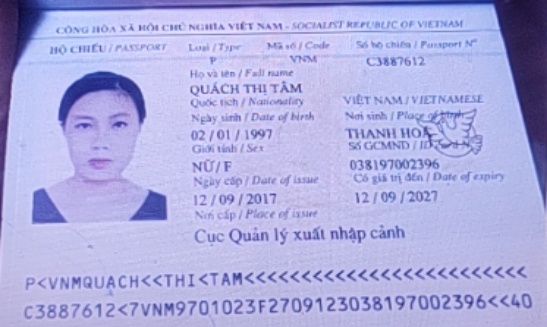 CỘNG HÒA XÃ HỘI CHỦ NGHĨA VIỆT NAM - SOCIALIST REPUBLIC OF VIETNAM
HỘ CHIẾU / PASSPORT Loại / Type Mã số / Code Số hộ chiếu / Passport Nº
P VNM C3887612
Họ và tên / Full name
QUÁCH THỊ TÂM
Quốc tịch / Nationality VIỆT NAM / VIETNAMESE
Ngày sinh / Date of birth Nơi sinh / Place of birth
02 / 01 / 1997 THANH HOÁ
Giới tính / Sex Số GCMND / ID
NỮ / F 038197002396
Ngày cấp / Date of issue Có giá trị đến / Date of expiry
12 / 09 / 2017 12 / 09 / 2027
Nơi cấp / Place of issue
Cục Quản lý xuất nhập cảnh
P<VNMQUACH<<THI<TAM<<<<<<<<<<<<<<<<<<<<<<<<<
C3887612<7VNM9701023F2709123038197002396<<40